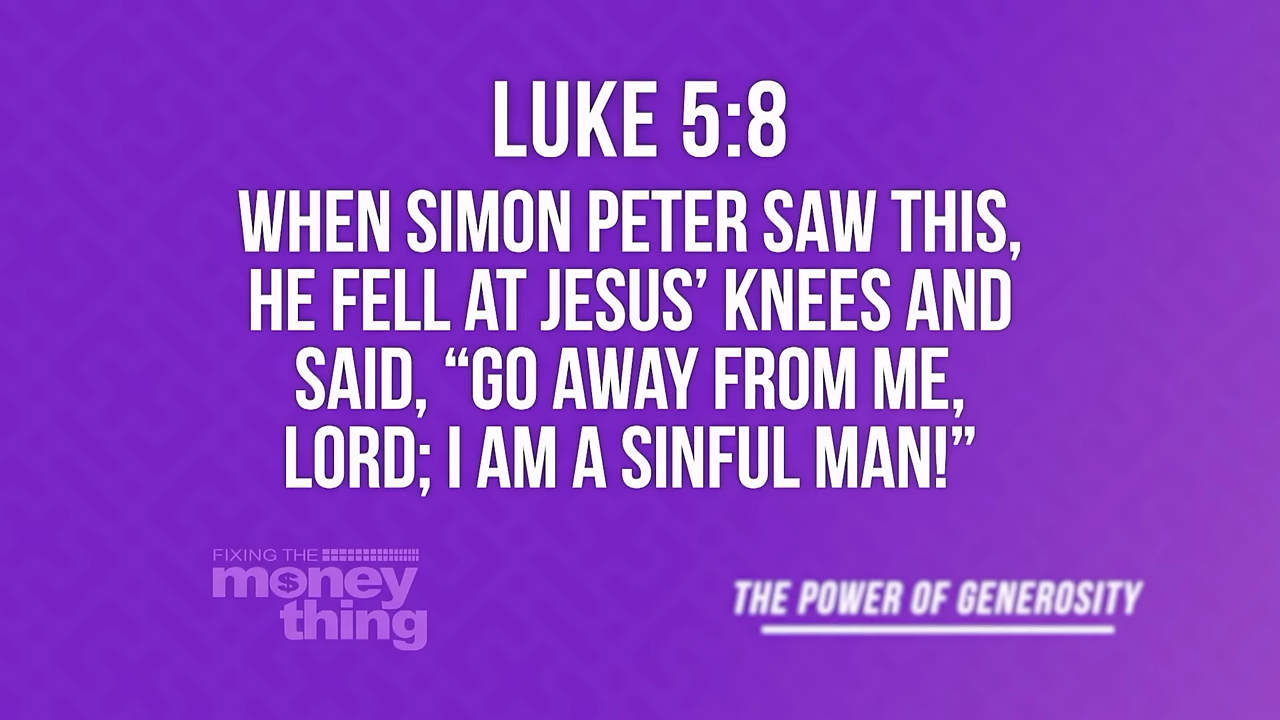 LUKE 5:8
WHEN SIMON PETER SAW THIS,
HE FELL AT JESUS’ KNEES AND
SAID, “GO AWAY FROM ME,
LORD; I AM A SINFUL MAN!”
FIXING THE
money
thing
THE POWER OF GENEROSITY